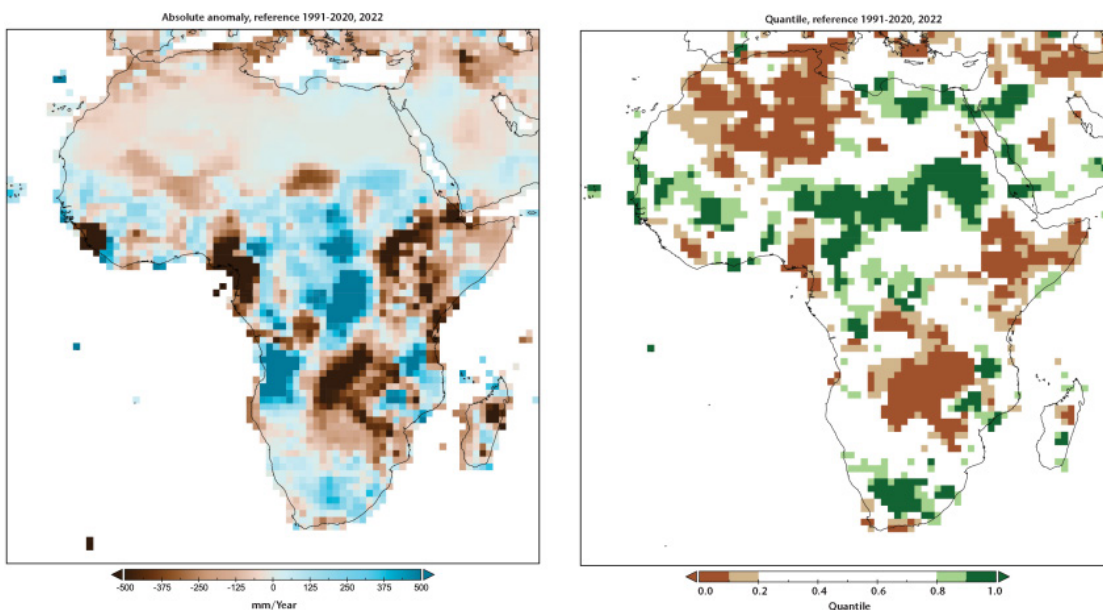 Absolute anomaly, reference 1991-2020, 2022
-500 -375 -250 -125 0 125 250 375 500
mm/Year
Quantile, reference 1991-2020, 2022
0.0 0.2 0.4 0.6 0.8 1.0
Quantile